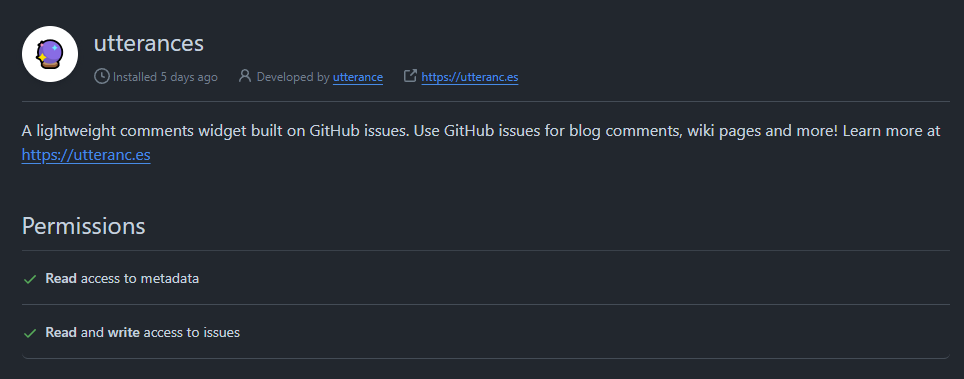 utterances
Installed 5 days ago Developed by utterance https://utteranc.es
A lightweight comments widget built on GitHub issues. Use GitHub issues for blog comments, wiki pages and more! Learn more at
https://utteranc.es
Permissions
Read access to metadata
Read and write access to issues